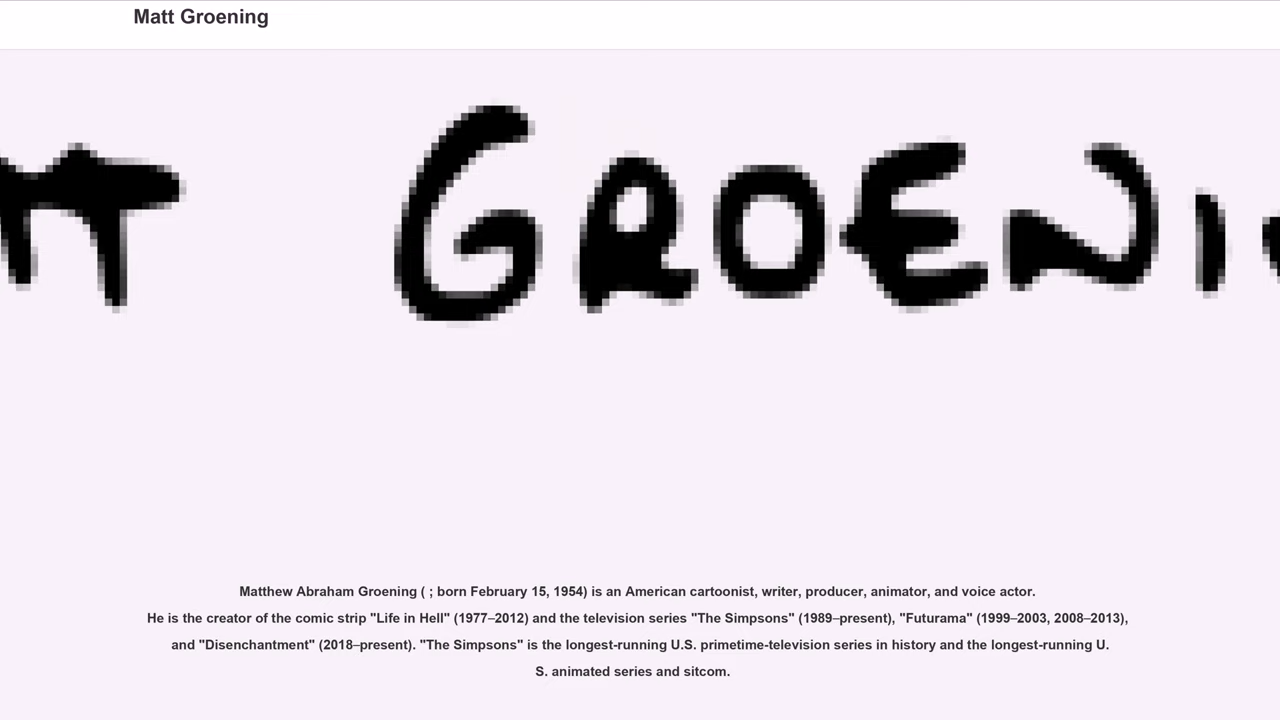 Matt Groening
GROENI
Matthew Abraham Groening ( ; born February 15, 1954) is an American cartoonist, writer, producer, animator, and voice actor.
He is the creator of the comic strip "Life in Hell" (1977–2012) and the television series "The Simpsons" (1989–present), "Futurama" (1999–2003, 2008–2013),
and "Disenchantment" (2018–present). "The Simpsons" is the longest-running U.S. primetime-television series in history and the longest-running U.
S. animated series and sitcom.